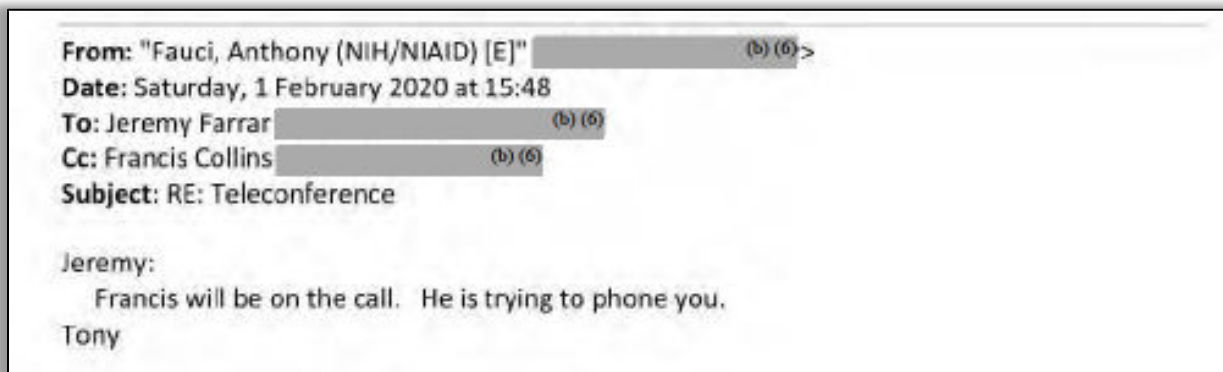 From: "Fauci, Anthony (NIH/NIAID) [E]" (b) (6)>
Date: Saturday, 1 February 2020 at 15:48
To: Jeremy Farrar (b) (6)
Cc: Francis Collins (b) (6)
Subject: RE: Teleconference
Jeremy:
Francis will be on the call. He is trying to phone you.
Tony